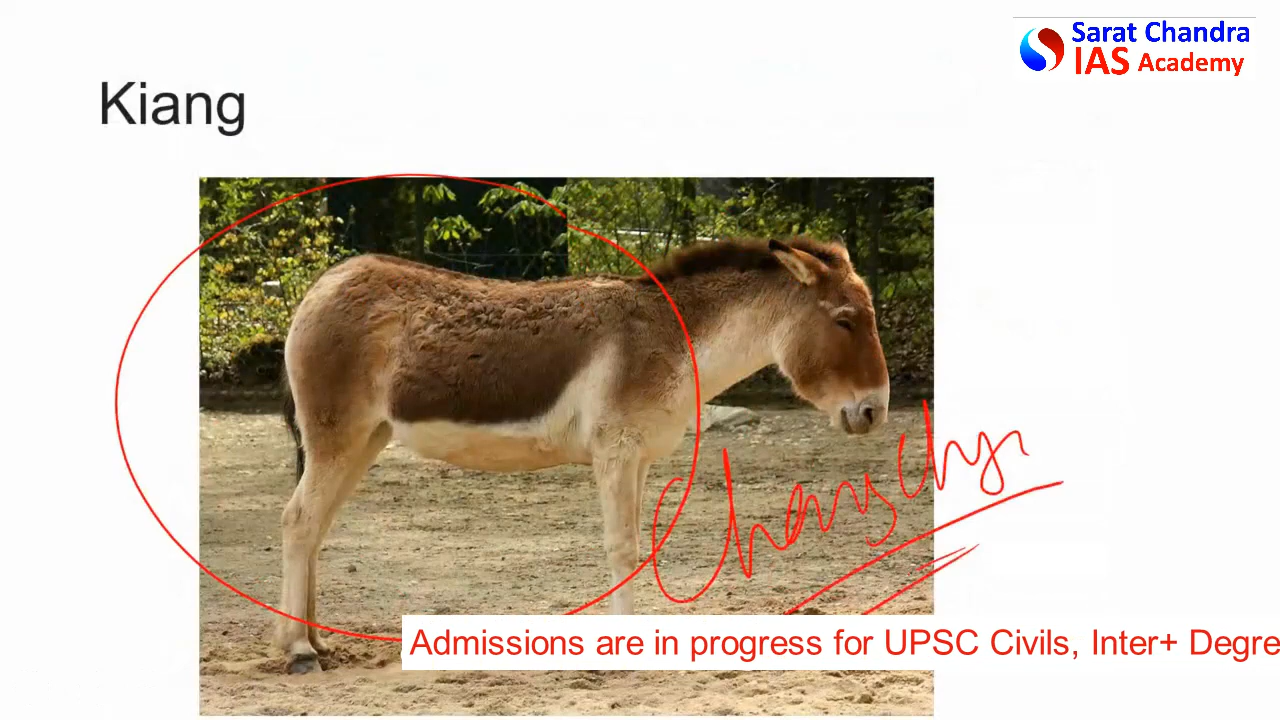 Sarat Chandra
IAS Academy
Kiang
Admissions are in progress for UPSC Civils, Inter+ Degre